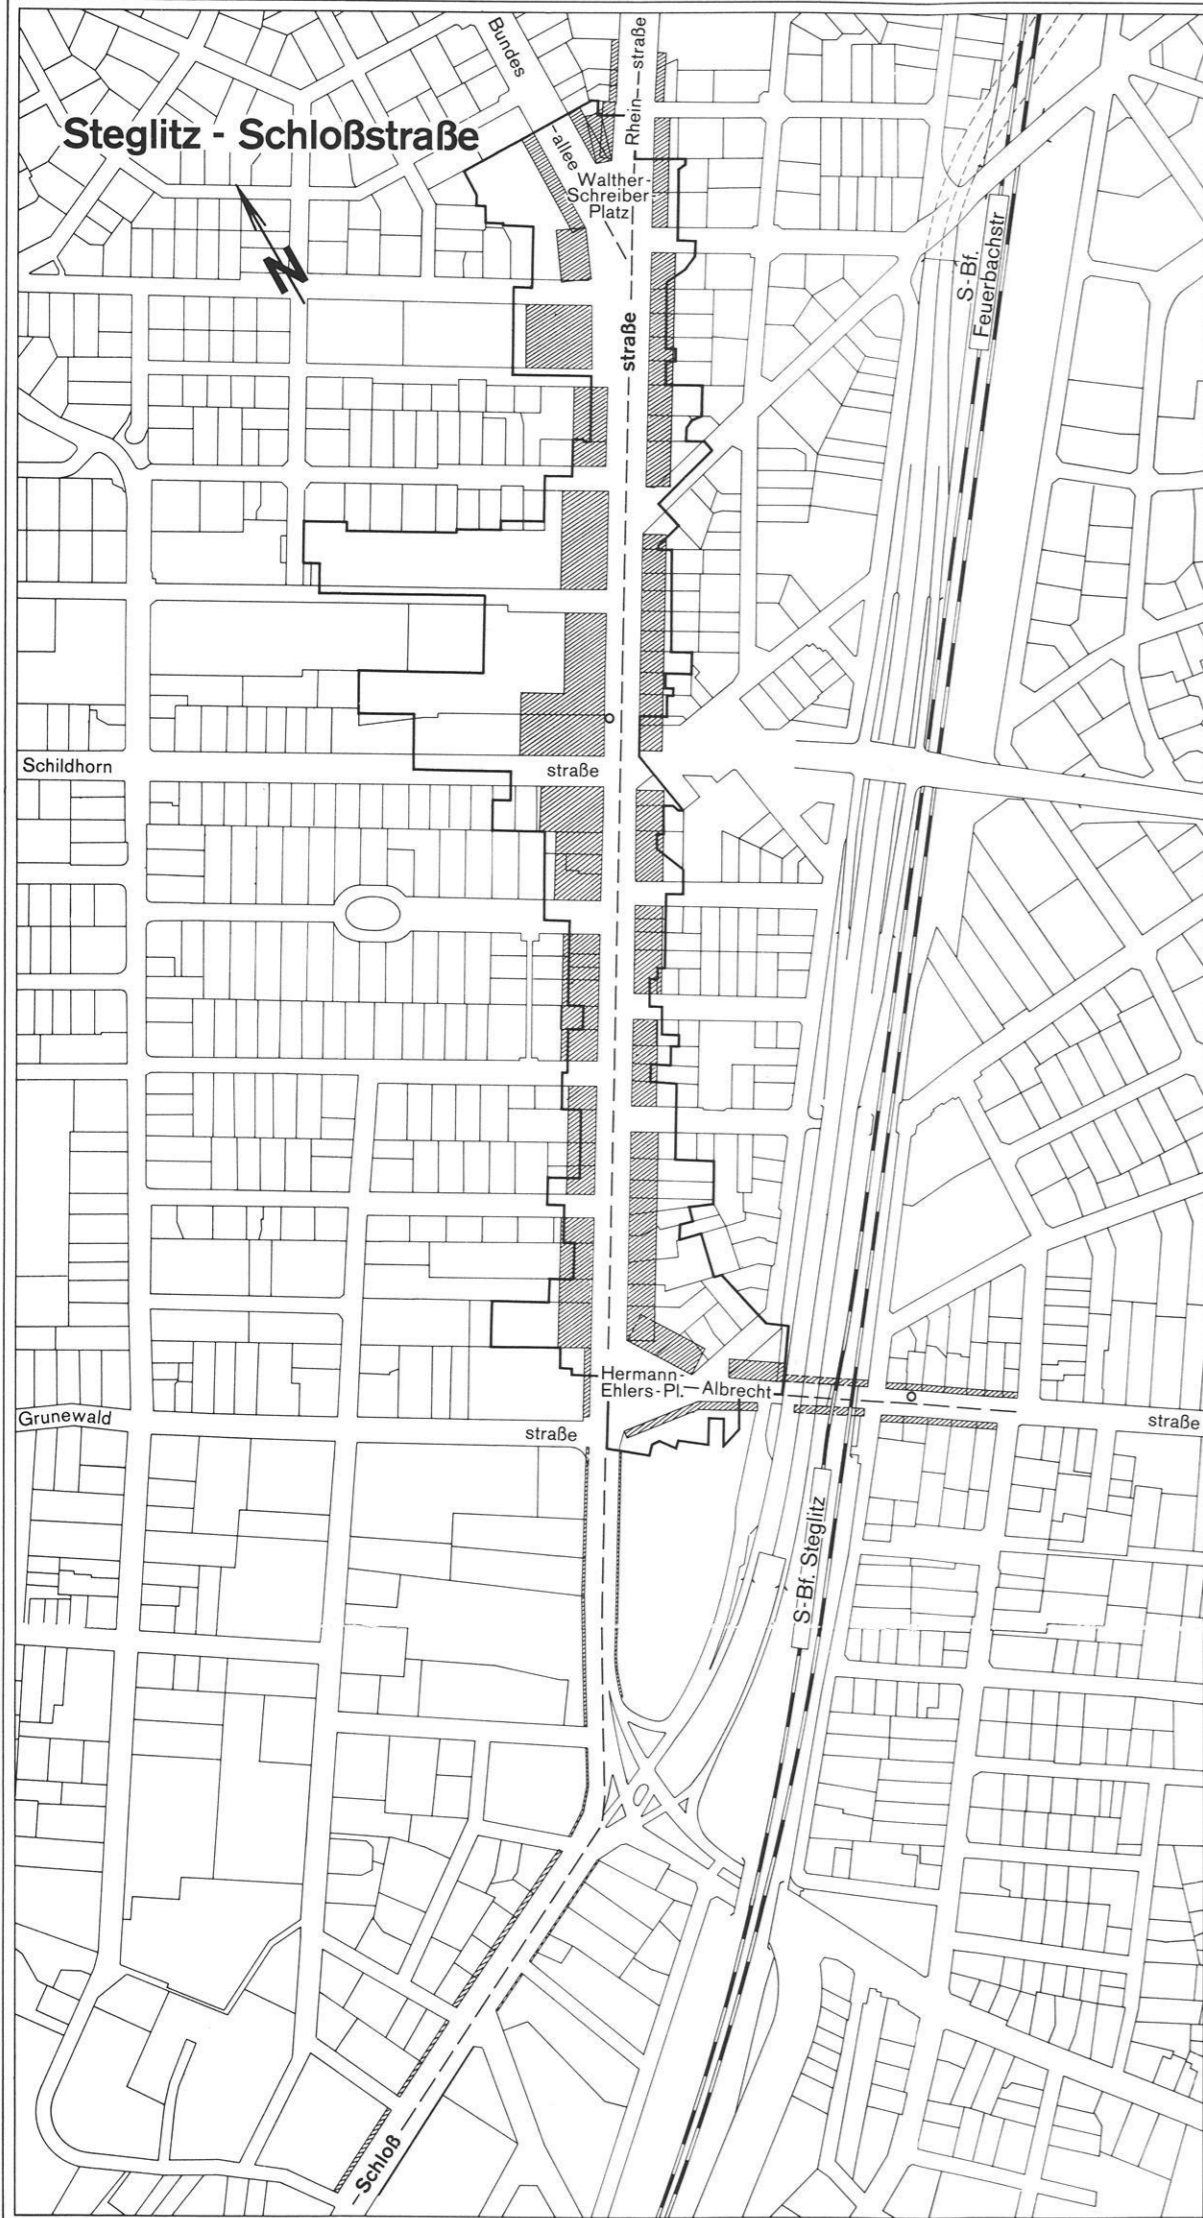 Bundes
-allee
Rhein-straße
Steglitz - Schloßstraße
Walther-
Schreiber-
Platz
N
S-Bf.
Feuerbachstr
straße
Schildhorn
straße
Hermann-
Ehlers-Pl.
Albrecht
straße
Grunewald
straße
S-Bf. Steglitz
Schloß